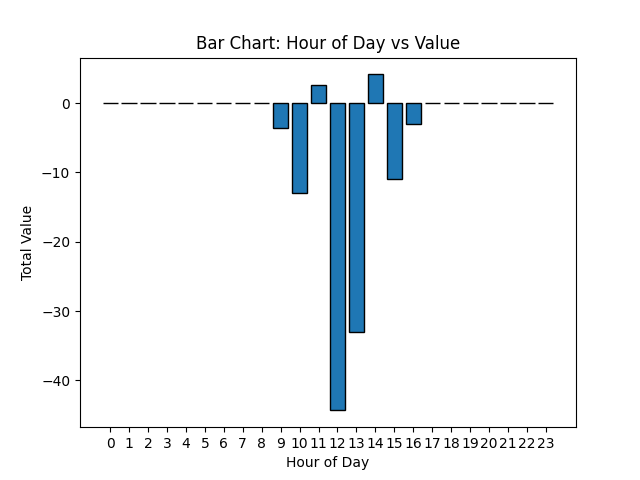 Bar Chart: Hour of Day vs Value
Total Value
0
−10
−20
−30
−40
0 1 2 3 4 5 6 7 8 9 10 11 12 13 14 15 16 17 18 19 20 21 22 23
Hour of Day